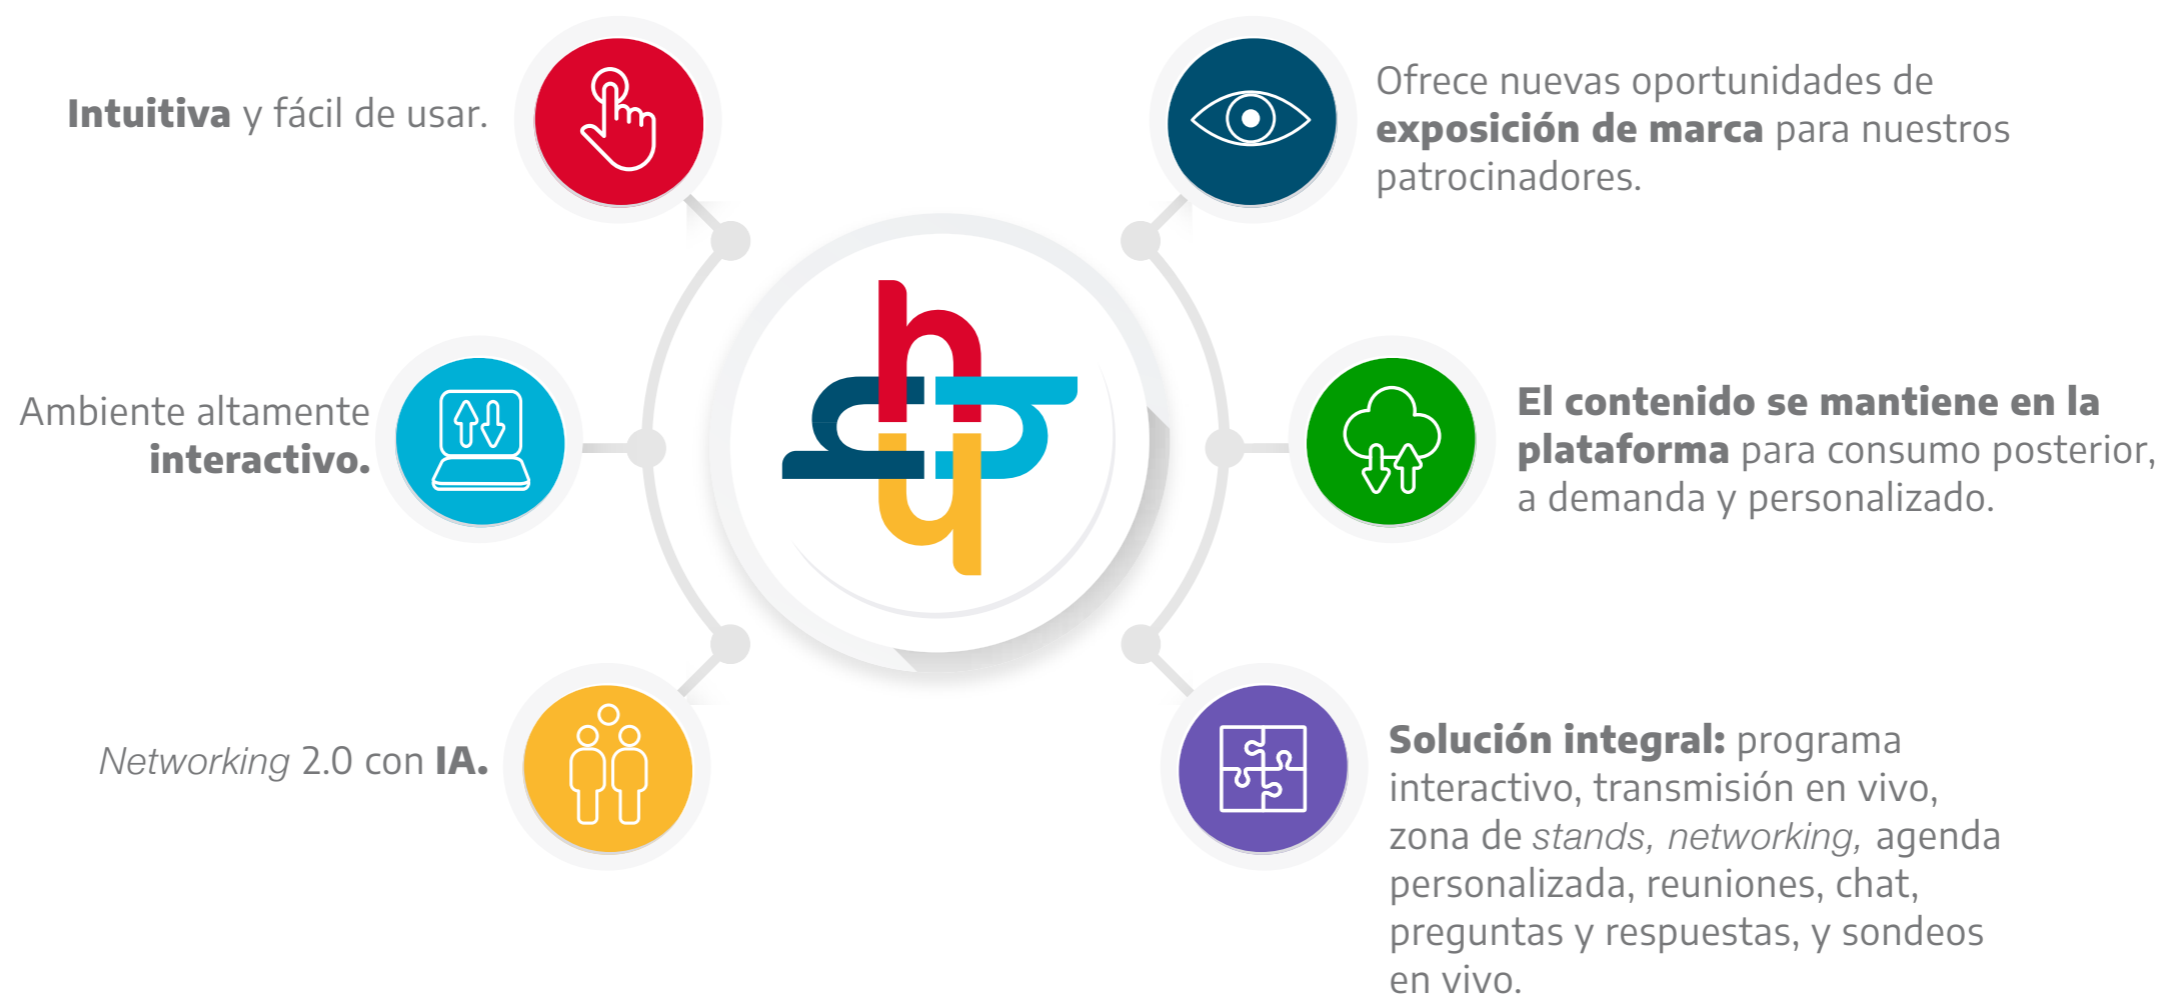 Intuitiva y fácil de usar.
Ambiente altamente
interactivo.
Networking 2.0 con IA.
Ofrece nuevas oportunidades de
exposición de marca para nuestros
patrocinadores.
El contenido se mantiene en la
plataforma para consumo posterior,
a demanda y personalizado.
Solución integral: programa
interactivo, transmisión en vivo,
zona de stands, networking, agenda
personalizada, reuniones, chat,
preguntas y respuestas, y sondeos
en vivo.